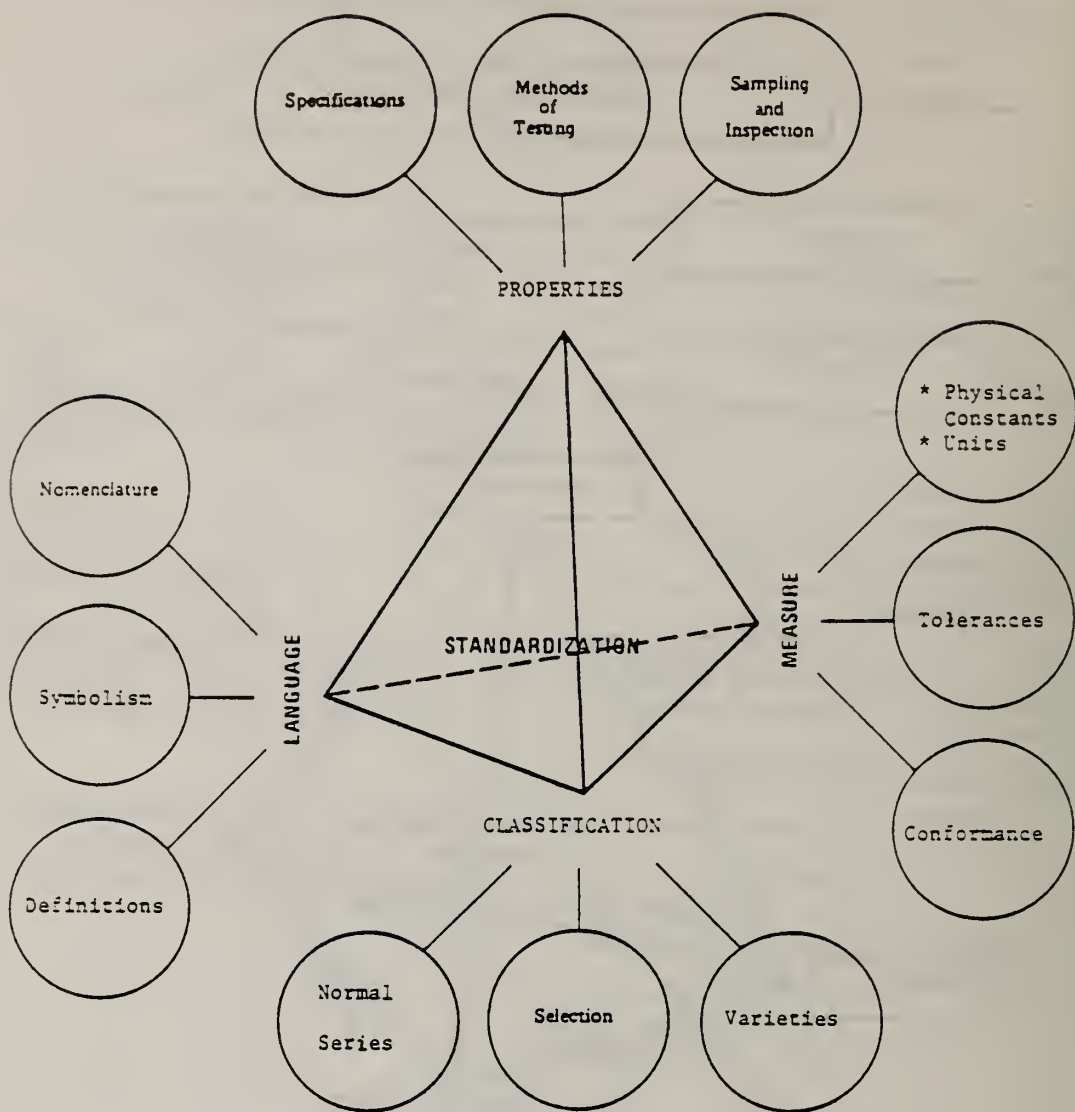 Specifications
Methods
of
Testing
Sampling
and
Inspection
PROPERTIES
* Physical
Constants
* Units
Nomenclature
Tolerances
MEASURE
STANDARDIZATION
LANGUAGE
Symbolism
CLASSIFICATION
Conformance
Definitions
Normal
Series
Selection
Varieties